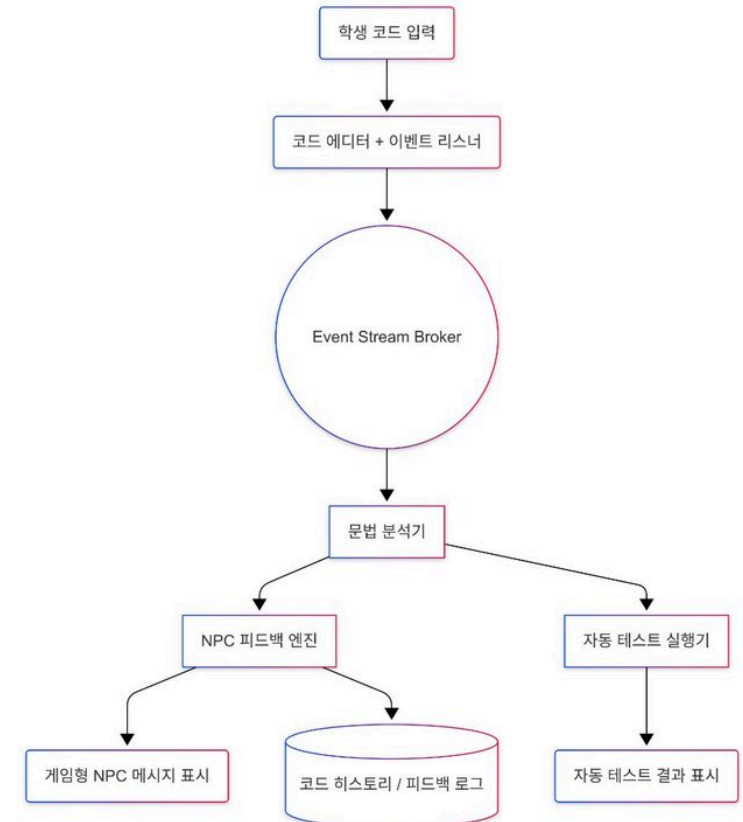 학생 코드 입력
코드 에디터 + 이벤트 리스너
Event Stream Broker
문법 분석기
NPC 피드백 엔진
자동 테스트 실행기
게임형 NPC 메시지 표시
코드 히스토리 / 피드백 로그
자동 테스트 결과 표시